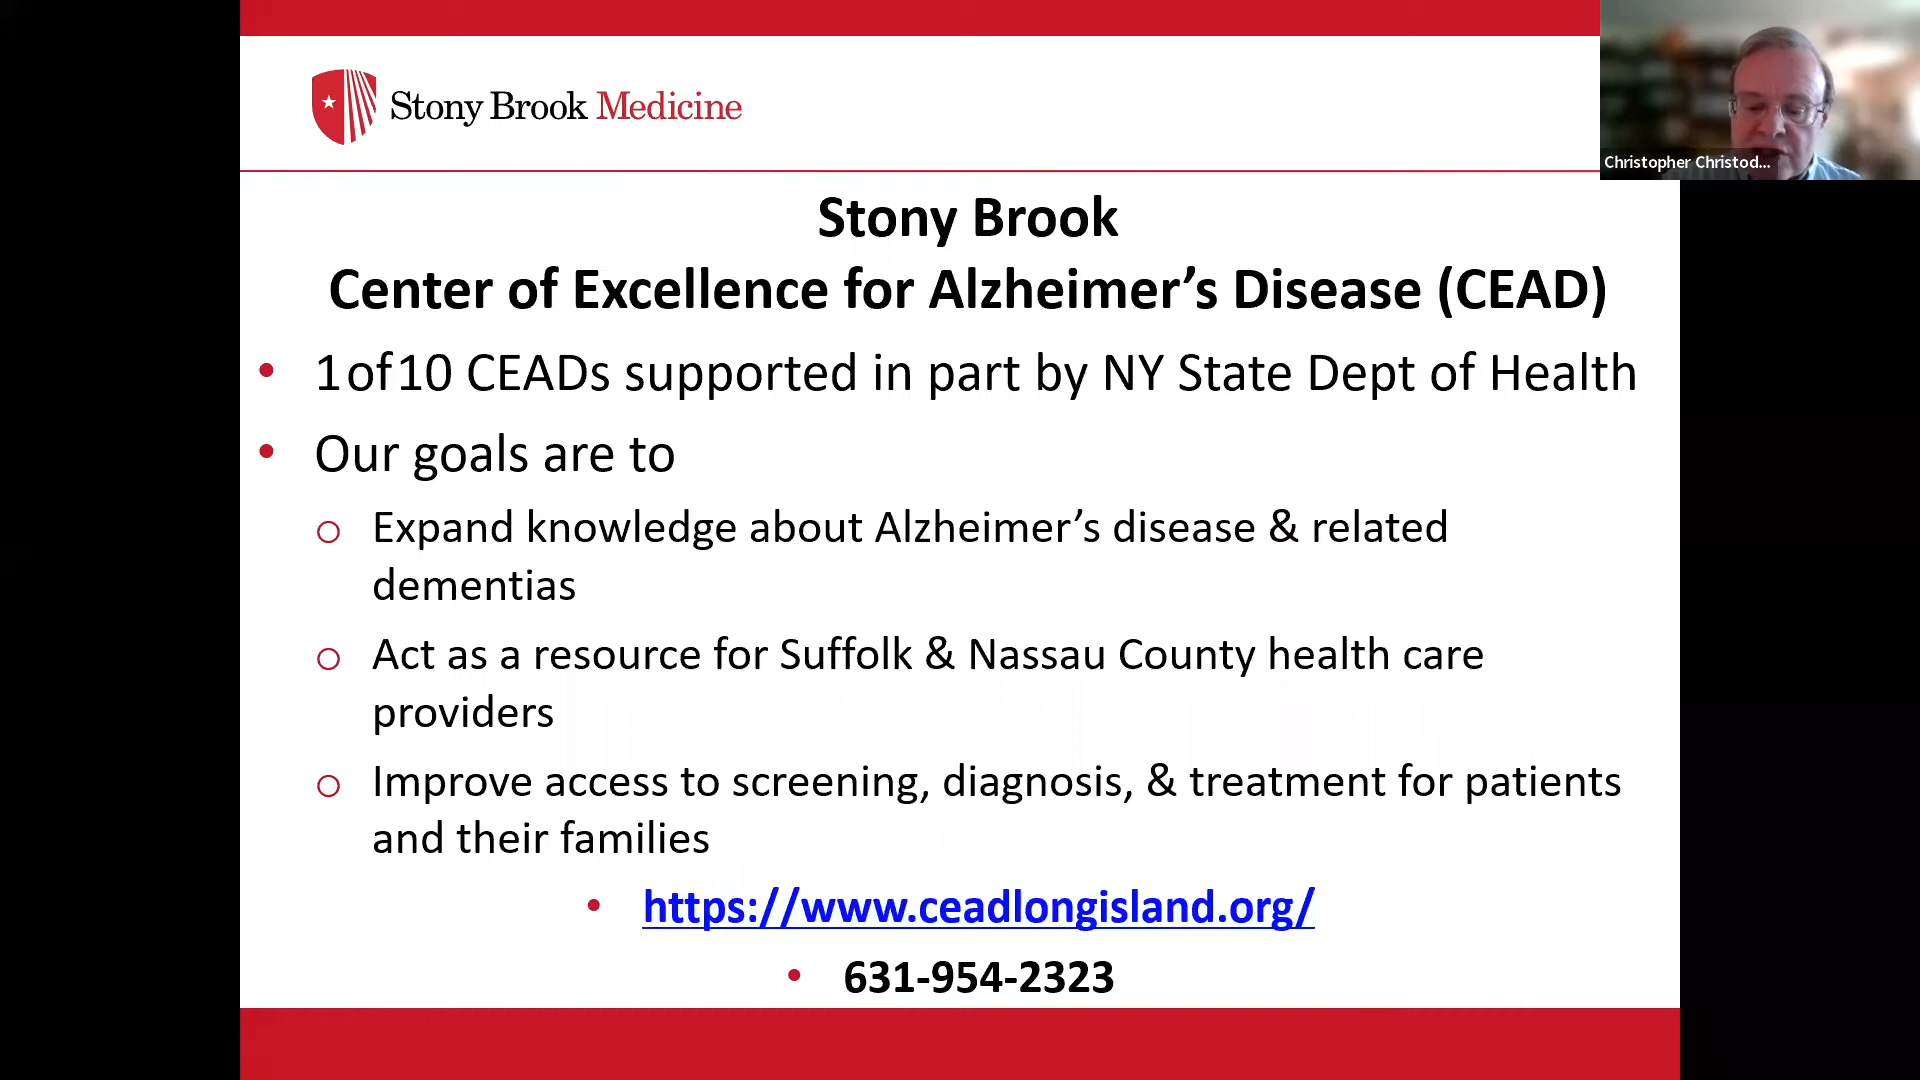 Stony Brook Medicine
Christopher Christod...
Stony Brook
Center of Excellence for Alzheimer’s Disease (CEAD)
• 1 of 10 CEADs supported in part by NY State Dept of Health
• Our goals are to
o Expand knowledge about Alzheimer’s disease & related
dementias
o Act as a resource for Suffolk & Nassau County health care
providers
o Improve access to screening, diagnosis, & treatment for patients
and their families
• https://www.ceadlongisland.org/
• 631-954-2323